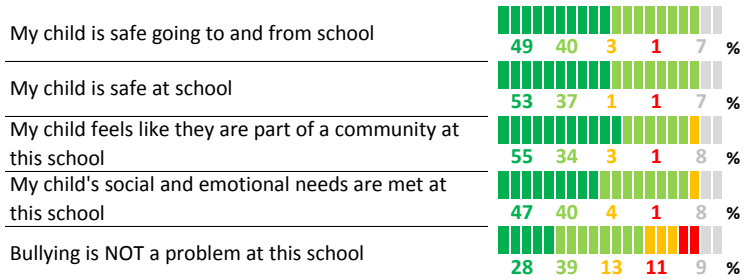 My child is safe going to and from school
49 40 3 1 7 %
My child is safe at school
53 37 1 1 7 %
My child feels like they are part of a community at
this school
55 34 3 1 8 %
My child's social and emotional needs are met at
this school
47 40 4 1 8 %
Bullying is NOT a problem at this school
28 39 13 11 9 %